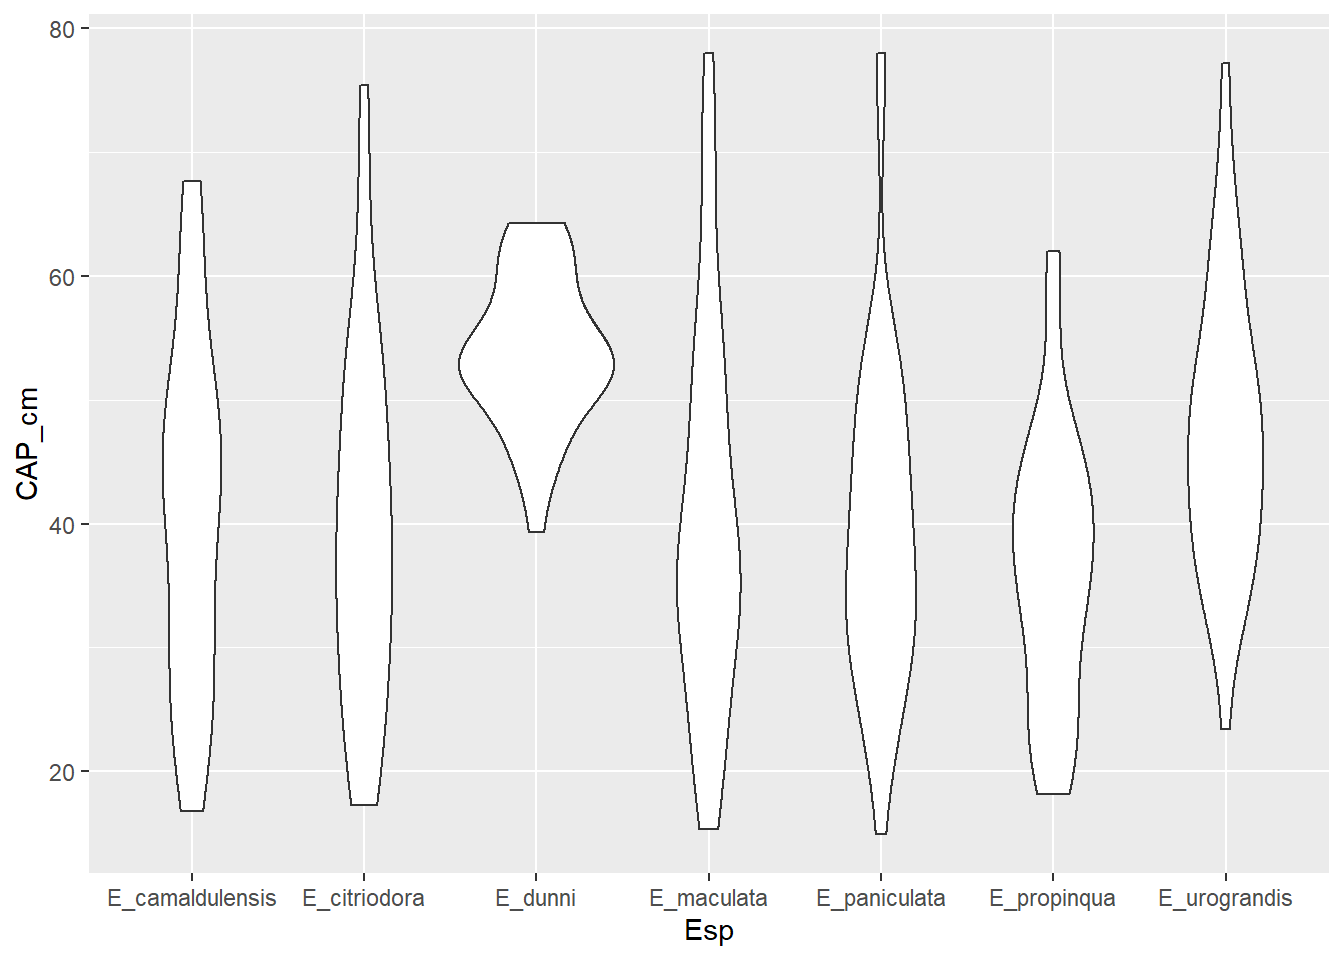 80
60
40
20
CAP_cm
E_camaldulensis E_citriodora E_dunni E_maculata E_paniculata E_propinqua E_urograndis
Esp